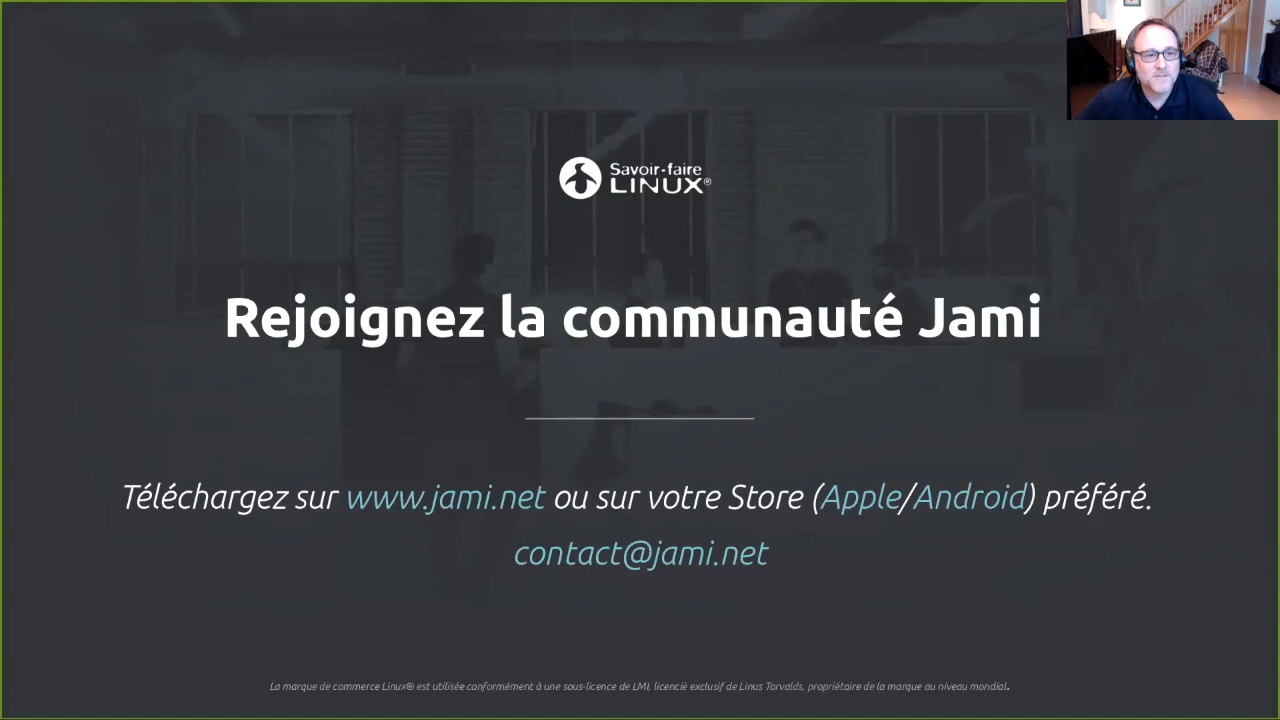 Savoir-faire
LINUX®
Rejoignez la communauté Jami
Téléchargez sur www.jami.net ou sur votre Store (Apple/Android) préféré.
contact@jami.net
La marque de commerce Linux® est utilisée conformément à une sous-licence de LMI, licencié exclusif de Linus Torvalds, propriétaire de la marque au niveau mondial.